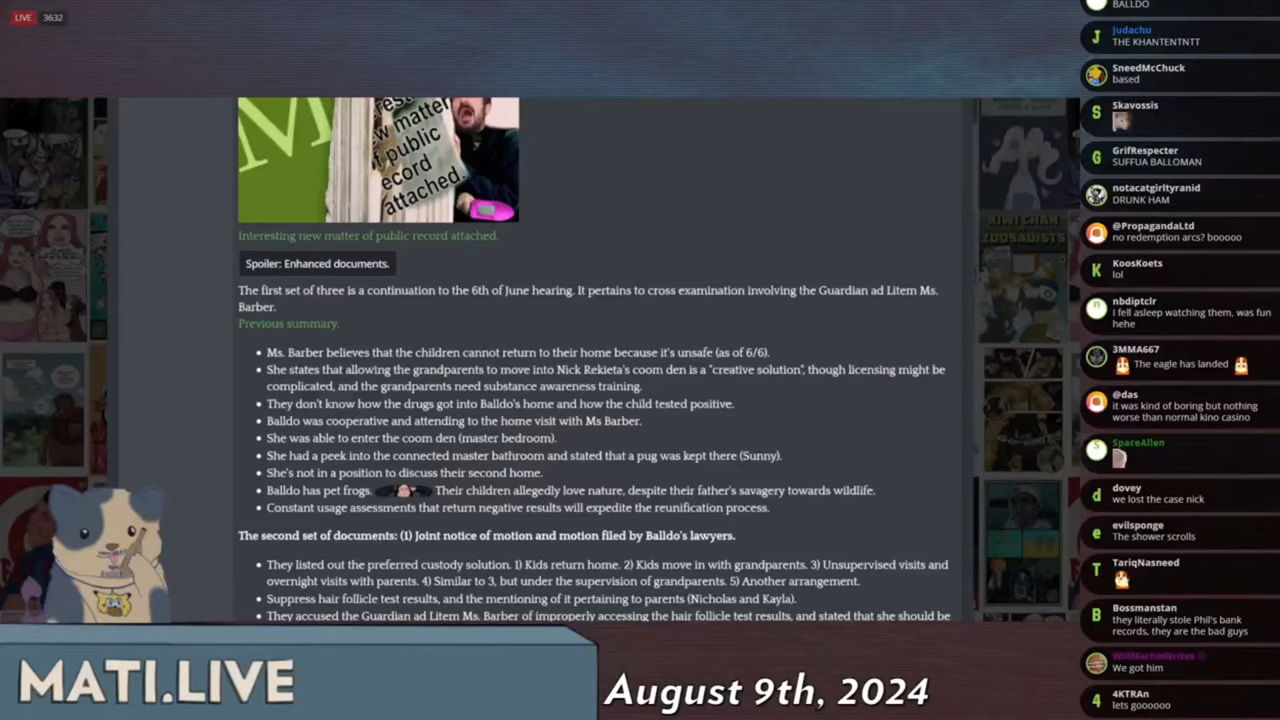 LIVE 3632
w matter
of public
ecord
attached.
Interesting new matter of public record attached.
Spoiler: Enhanced documents.
The first set of three is a continuation to the 6th of June hearing. It pertains to cross examination involving the Guardian ad Litem Ms.
Barber.
Previous summary.
• Ms. Barber believes that the children cannot return to their home because it's unsafe (as of 6/6).
• She states that allowing the grandparents to move into Nick Rekieta's coom den is a "creative solution", though licensing might be
complicated, and the grandparents need substance awareness training.
• They don't know how the drugs got into Balldo's home and how the child tested positive.
• Balldo was cooperative and attending to the home visit with Ms Barber.
• She was able to enter the coom den (master bedroom).
• She had a peek into the connected master bathroom and stated that a pug was kept there (Sunny).
• She's not in a position to discuss their second home.
• Balldo has pet frogs. Their children allegedly love nature, despite their father's savagery towards wildlife.
• Constant usage assessments that return negative results will expedite the reunification process.
The second set of documents: (1) Joint notice of motion and motion filed by Balldo's lawyers.
• They listed out the preferred custody solution. 1) Kids return home. 2) Kids move in with grandparents. 3) Unsupervised visits and
overnight visits with parents. 4) Similar to 3, but under the supervision of grandparents. 5) Another arrangement.
• Suppress hair follicle test results, and the mentioning of it pertaining to parents (Nicholas and Kayla).
• They accused the Guardian ad Litem Ms. Barber of improperly accessing the hair follicle test results, and stated that she should be
KIWI CHAN
ZOOSADISTS
MATI.LIVE
August 9th, 2024
BALLDO
J
Judachu
THE KHANTENTNTT
SneedMcChuck
based
S
Skavossis
G
GrifRespecter
SUFFUA BALLOMAN
notacatgirltyranid
DRUNK HAM
@PropagandaLtd
no redemption arcs? booooo
K
KoosKoets
lol
n
nbdiptclr
I fell asleep watching them, was fun
hehe
3MMA667
The eagle has landed
@das
it was kind of boring but nothing
worse than normal kino casino
S
SpaceAllen
d
dovey
we lost the case nick
e
evilsponge
The shower scrolls
T
TariqNasneed
B
Bossmanstan
they literally stole Phil's bank
records, they are the bad guys
WillMartinWrites
We got him
4
4KTRAn
lets goooooo